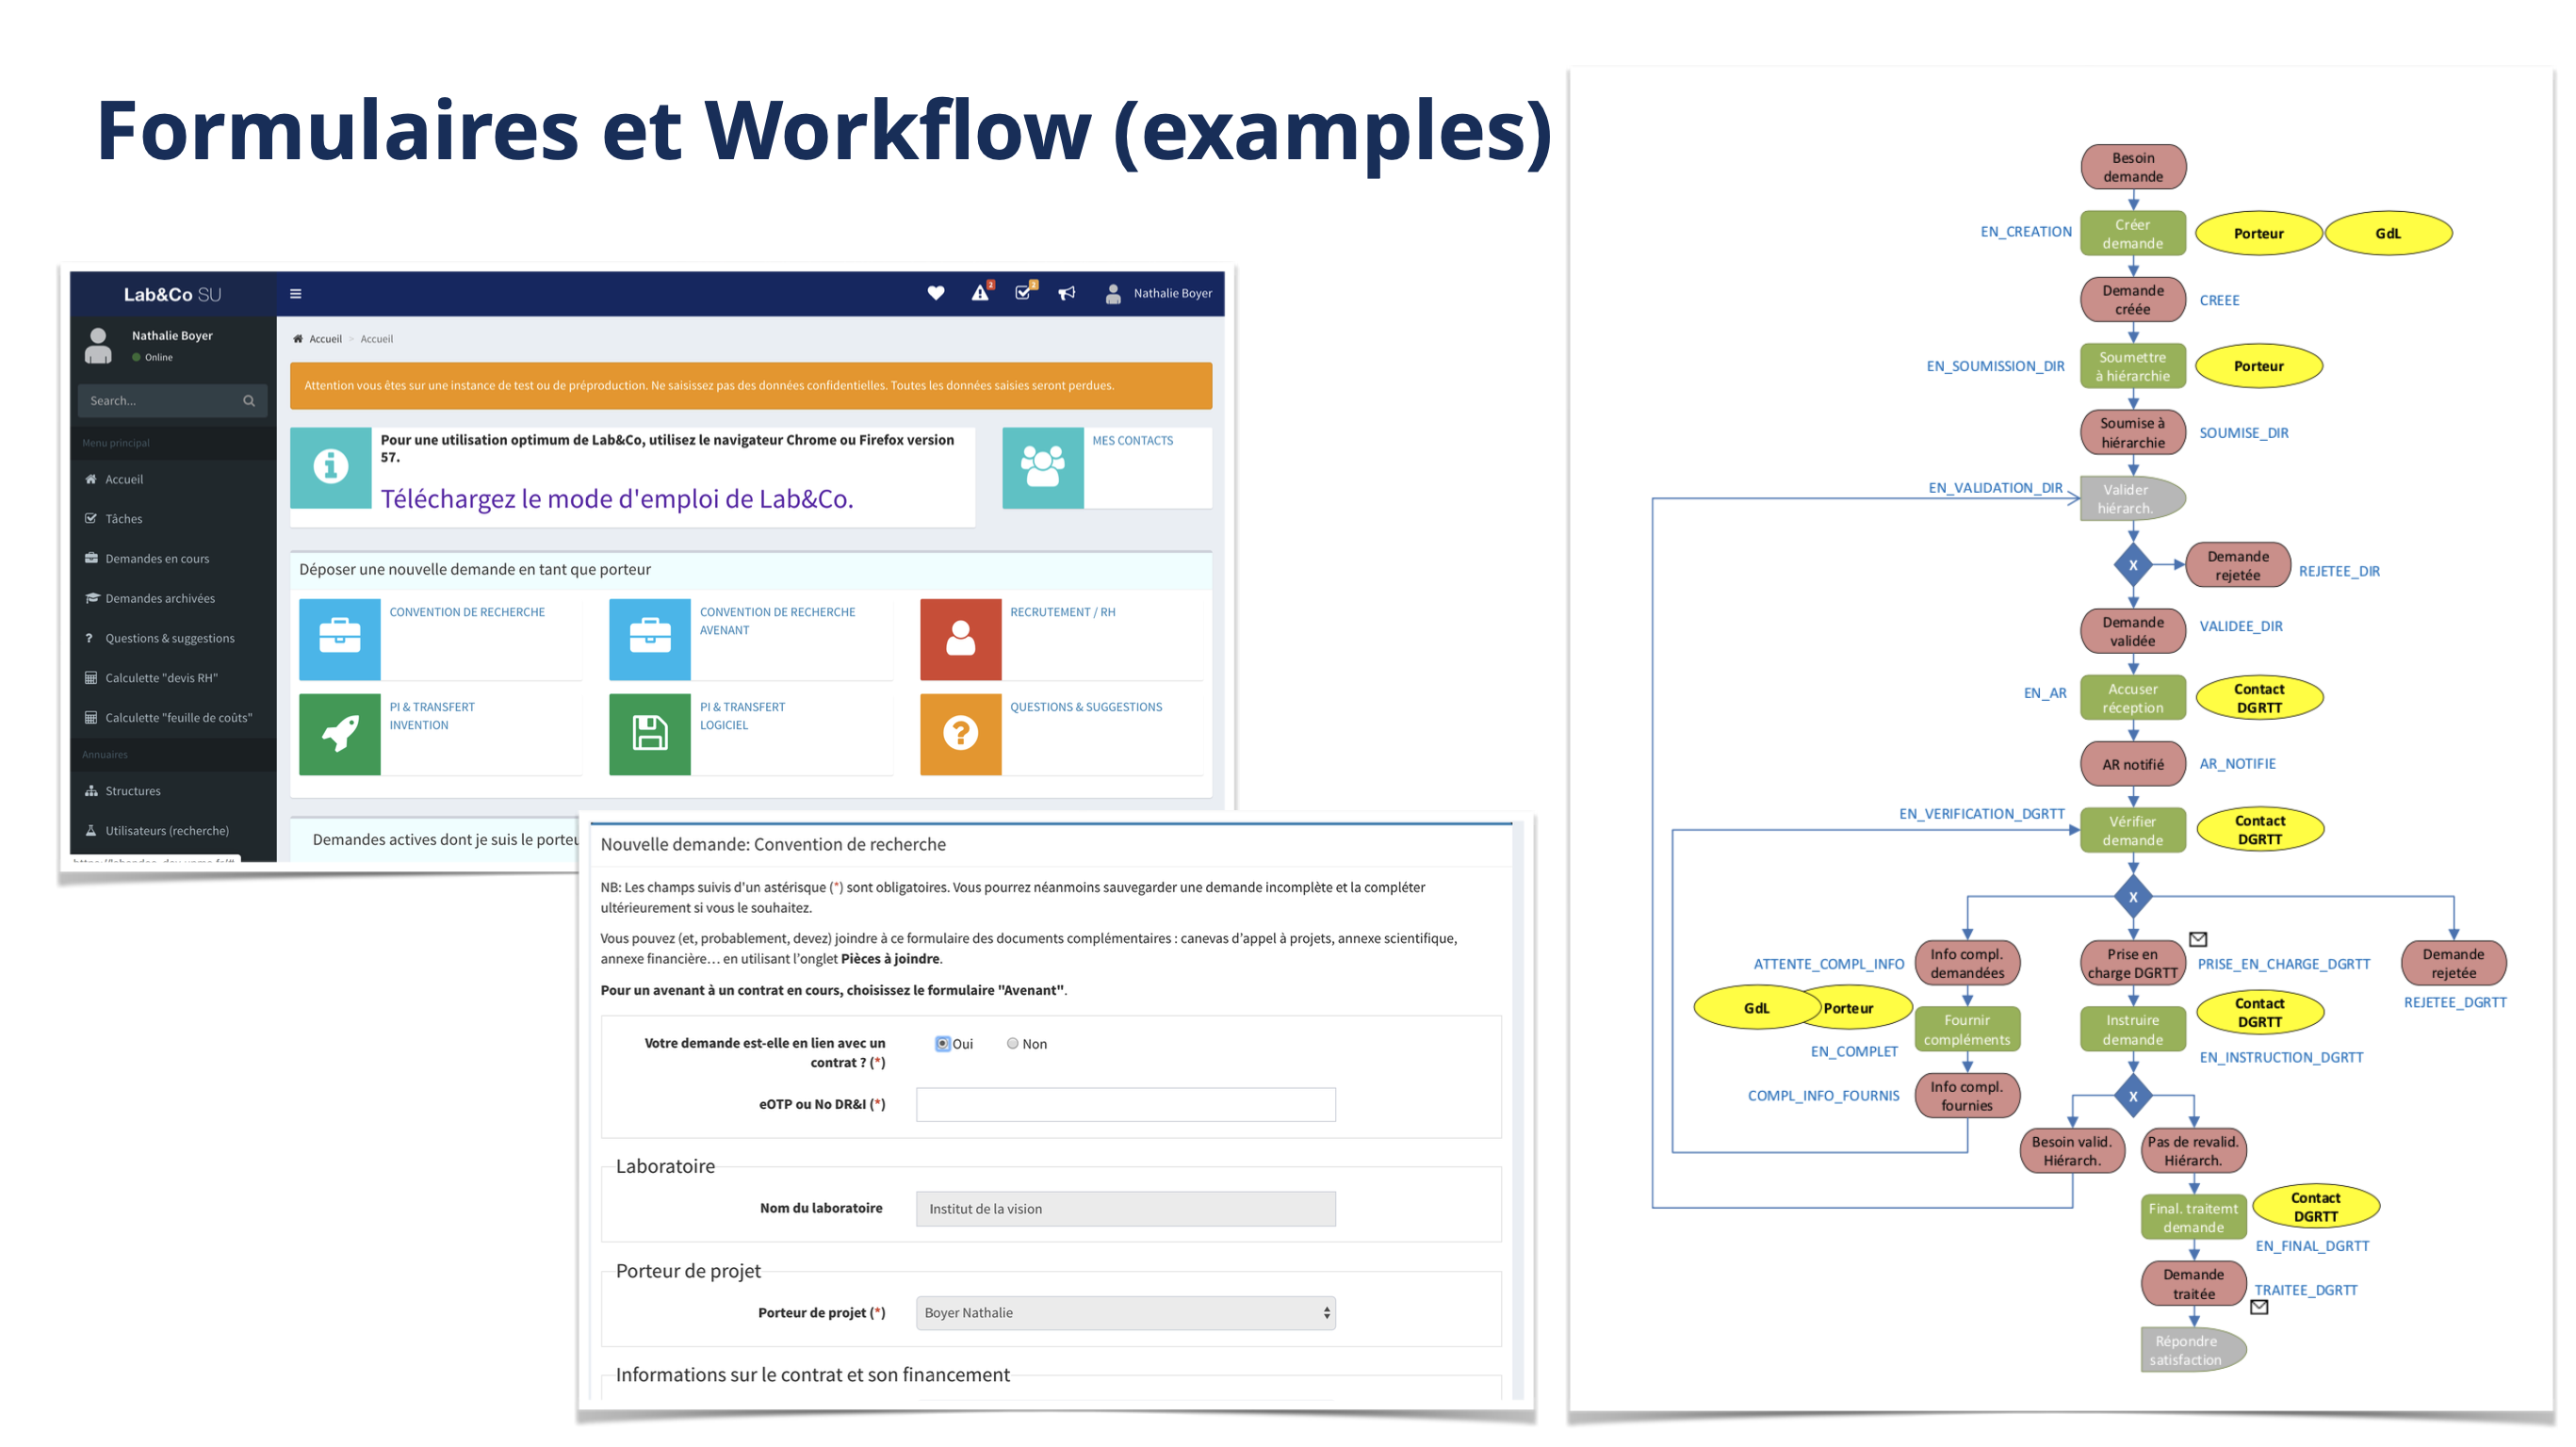 Formulaires et Workflow (examples)
Lab&Co SU
2
2
Nathalie Boyer
Nathalie Boyer
Online
Search...
Menu principal
Accueil
Tâches
Demandes en cours
Demandes archivées
Questions & suggestions
Calculette "devis RH"
Calculette "feuille de coûts"
Annuaires
Structures
Utilisateurs (recherche)
Accueil > Accueil
Attention vous êtes sur une instance de test ou de préproduction. Ne saisissez pas des données confidentielles. Toutes les données saisies seront perdues.
Pour une utilisation optimum de Lab&Co, utilisez le navigateur Chrome ou Firefox version
57.
Téléchargez le mode d'emploi de Lab&Co.
MES CONTACTS
Déposer une nouvelle demande en tant que porteur
CONVENTION DE RECHERCHE
CONVENTION DE RECHERCHE
AVENANT
RECRUTEMENT / RH
PI & TRANSFERT
INVENTION
PI & TRANSFERT
LOGICIEL
QUESTIONS & SUGGESTIONS
Demandes actives dont je suis le porteu
Nouvelle demande: Convention de recherche
NB: Les champs suivis d'un astérisque (*) sont obligatoires. Vous pourrez néanmoins sauvegarder une demande incomplète et la compléter
ultérieurement si vous le souhaitez.
Vous pouvez (et, probablement, devez) joindre à ce formulaire des documents complémentaires : canevas d'appel à projets, annexe scientifique,
annexe financière… en utilisant l'onglet Pièces à joindre.
Pour un avenant à un contrat en cours, choisissez le formulaire "Avenant".
Votre demande est-elle en lien avec un
contrat ? (*)
Oui
Non
eOTP ou No DR&I (*)
Laboratoire
Nom du laboratoire
Institut de la vision
Porteur de projet
Porteur de projet (*)
Boyer Nathalie
Informations sur le contrat et son financement
Besoin
demande
EN_CREATION
Créer
demande
Porteur
GdL
Demande
créée
CREEE
EN_SOUMISSION_DIR
Soumettre
à hiérarchie
Porteur
Soumise à
hiérarchie
SOUMISE_DIR
EN_VALIDATION_DIR
Valider
hiérarch.
X
Demande
rejetée
REJETEE_DIR
Demande
validée
VALIDEE_DIR
EN_AR
Accuser
réception
Contact
DGRTT
AR notifié
AR_NOTIFIE
EN_VERIFICATION_DGRTT
Vérifier
demande
Contact
DGRTT
X
ATTENTE_COMPL_INFO
Info compl.
demandées
Prise en
charge DGRTT
PRISE_EN_CHARGE_DGRTT
Demande
rejetée
REJETEE_DGRTT
GdL
Porteur
Fournir
compléments
EN_COMPLET
Instruire
demande
Contact
DGRTT
EN_INSTRUCTION_DGRTT
COMPL_INFO_FOURNIS
Info compl.
fournies
X
Besoin valid.
Hiérarch.
Pas de revalid.
Hiérarch.
Final. traitemt
demande
Contact
DGRTT
EN_FINAL_DGRTT
Demande
traitée
TRAITEE_DGRTT
Répondre
satisfaction